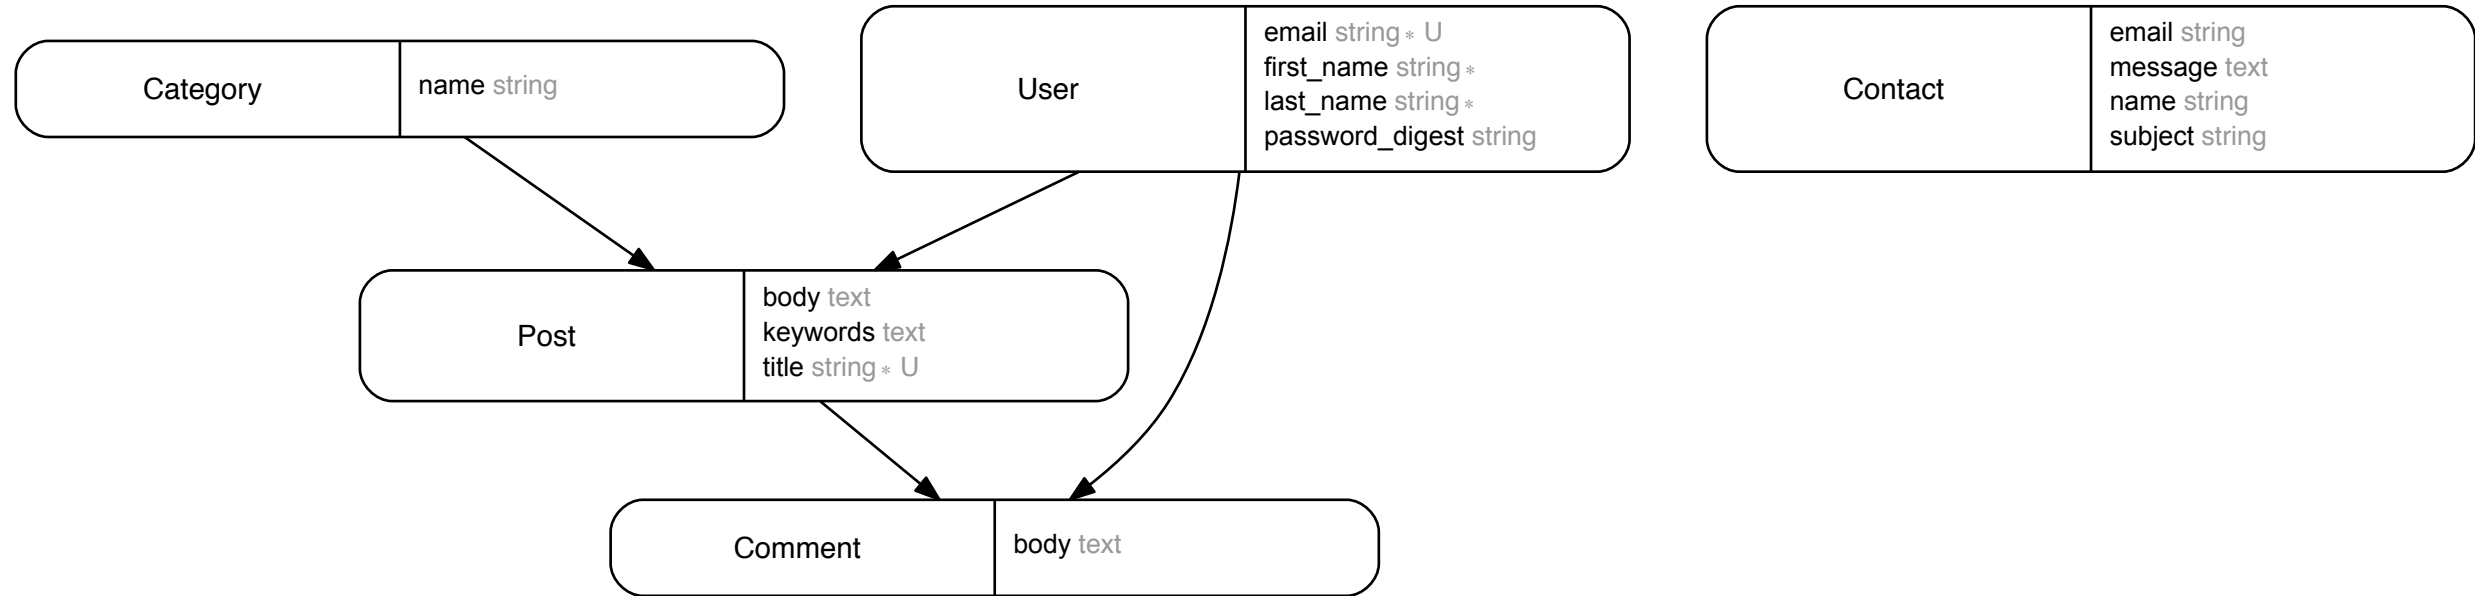 Category
name string
User
email string* U
first_name string*
last_name string*
password_digest string
Contact
email string
message text
name string
subject string
Post
body text
keywords text
title string* U
Comment
body text